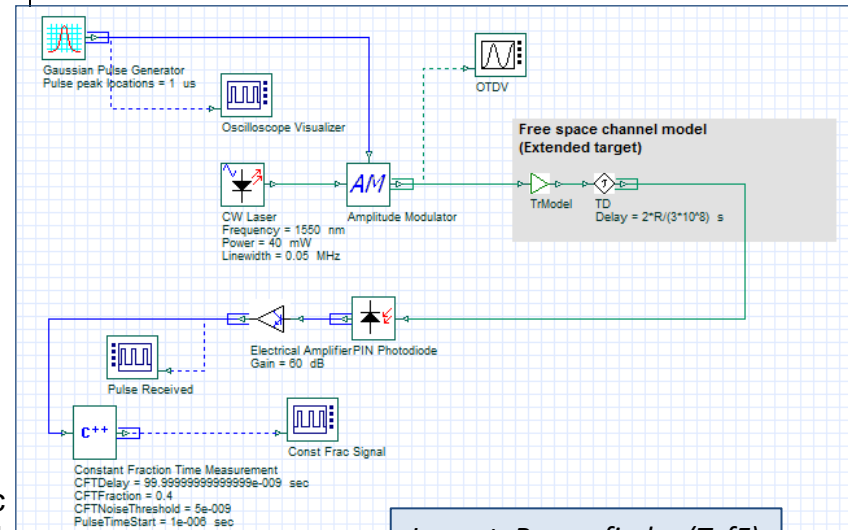 Gaussian Pulse Generator
Pulse peak locations = 1 us
OTDV
Oscilloscope Visualizer
Free space channel model
(Extended target)
AM
CW Laser
Frequency = 1550 nm
Power = 40 mW
Linewidth = 0.05 MHz
Amplitude Modulator
TrModel
TD
Delay = 2*R/(3*10^8) s
Electrical Amplifier
Gain = 60 dB
PIN Photodiode
Pulse Received
C++
Const Frac Signal
Constant Fraction Time Measurement
CFTDelay = 99.99999999999999e-009 sec
CFTFraction = 0.4
CFTNoiseThreshold = 5e-009
PulseTimeStart = 1e-006 sec
c